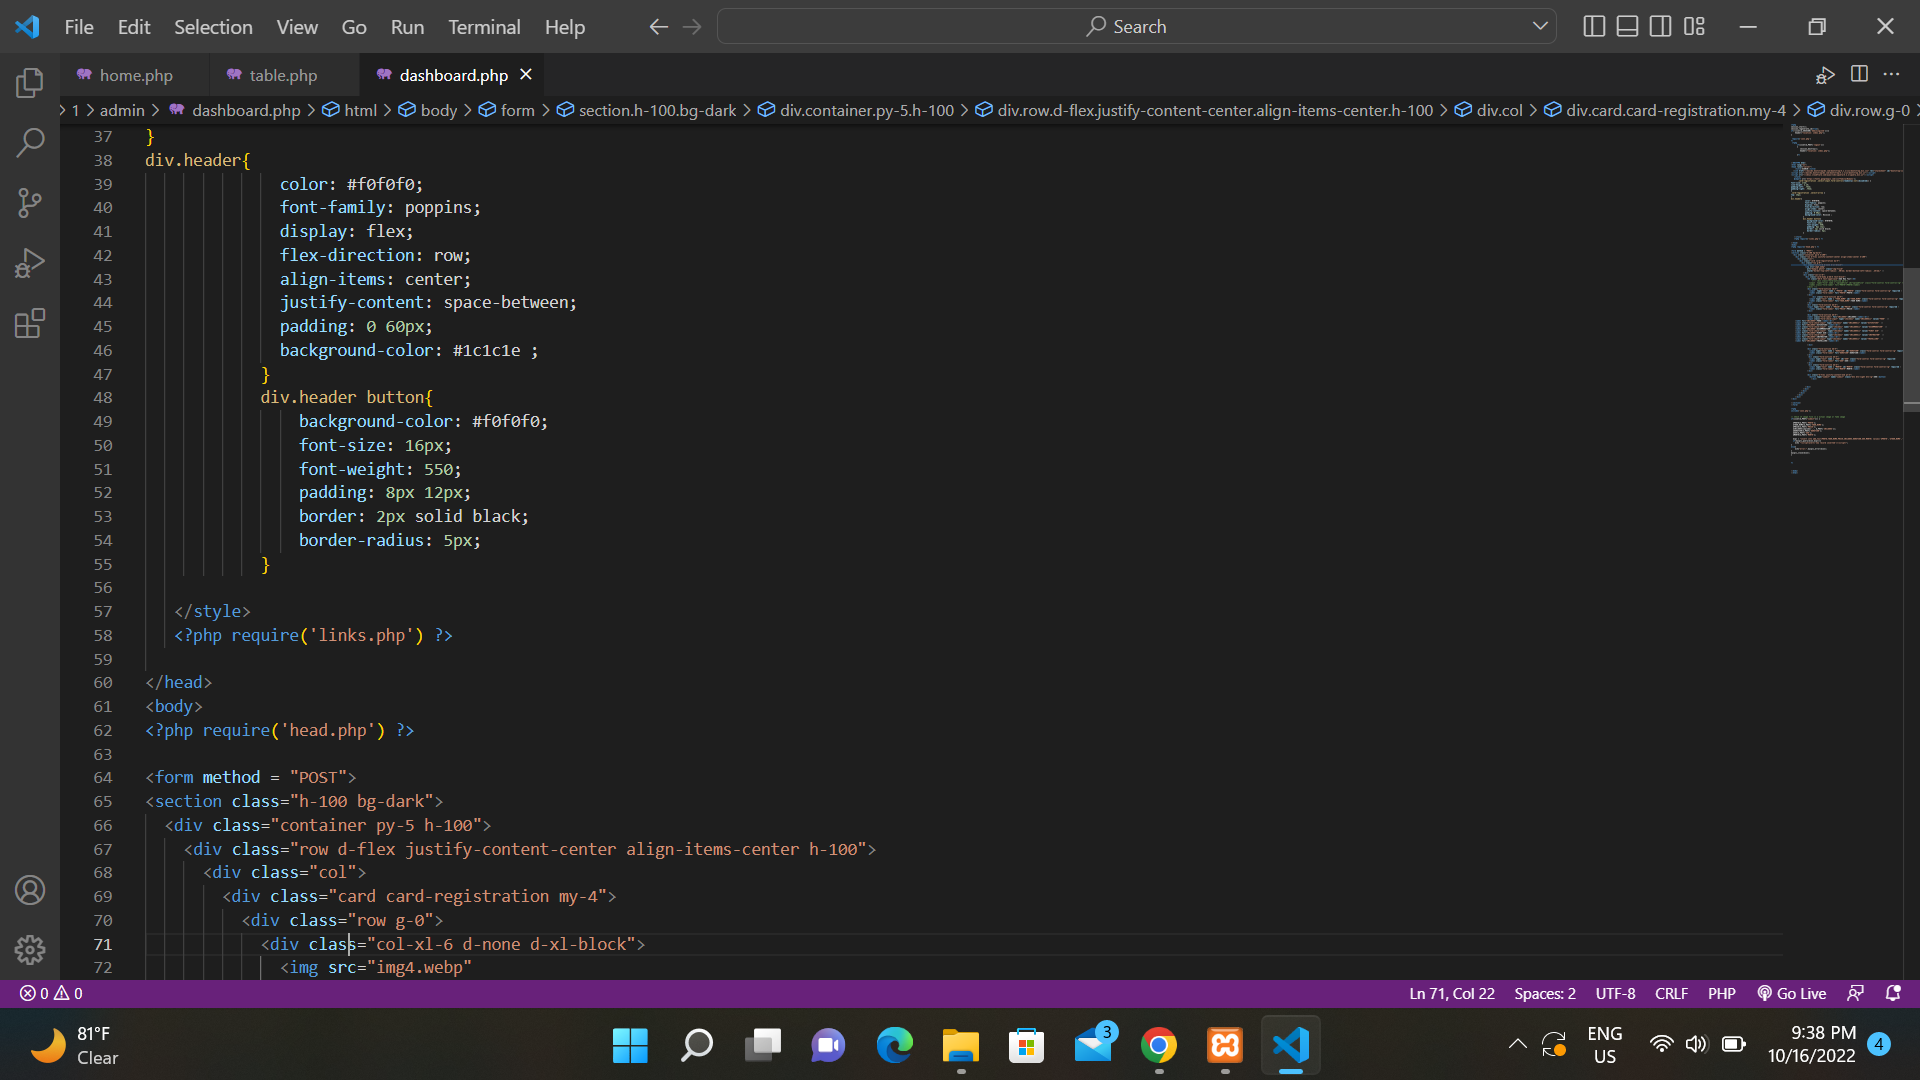 File Edit Selection View Go Run Terminal Help Search
home.php table.php dashboard.php
1 > admin > dashboard.php > html > body > form > section.h-100.bg-dark > div.container.py-5.h-100 > div.row.d-flex.justify-content-center.align-items-center.h-100 > div.col > div.card.card-registration.my-4 > div.row.g-0
37 }
38 div.header{
39 color: #f0f0f0;
40 font-family: poppins;
41 display: flex;
42 flex-direction: row;
43 align-items: center;
44 justify-content: space-between;
45 padding: 0 60px;
46 background-color: #1c1c1e ;
47 }
48 div.header button{
49 background-color: #f0f0f0;
50 font-size: 16px;
51 font-weight: 550;
52 padding: 8px 12px;
53 border: 2px solid black;
54 border-radius: 5px;
55 }
56
57 </style>
58 <?php require('links.php') ?>
59
60 </head>
61 <body>
62 <?php require('head.php') ?>
63
64 <form method = "POST">
65 <section class="h-100 bg-dark">
66 <div class="container py-5 h-100">
67 <div class="row d-flex justify-content-center align-items-center h-100">
68 <div class="col">
69 <div class="card card-registration my-4">
70 <div class="row g-0">
71 <div class="col-xl-6 d-none d-xl-block">
72 <img src="img4.webp"
0 0 Ln 71, Col 22 Spaces: 2 UTF-8 CRLF PHP Go Live
81°F
Clear
3
ENG
US
9:38 PM
10/16/2022
4